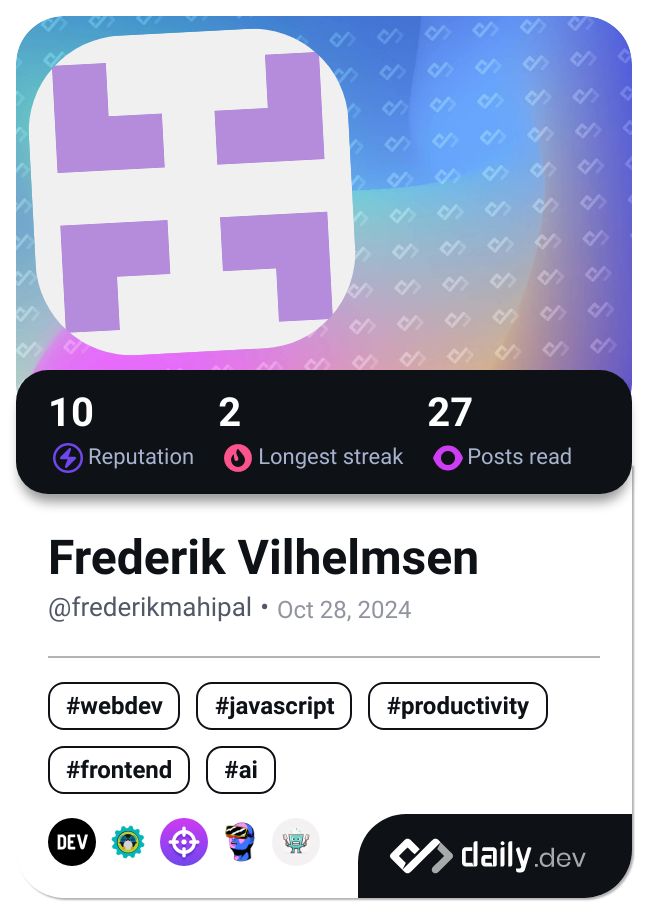 10 2 27
Reputation Longest streak Posts read
Frederik Vilhelmsen
@frederikmahipal • Oct 28, 2024
#webdev #javascript #productivity
#frontend #ai
DEV
daily.dev